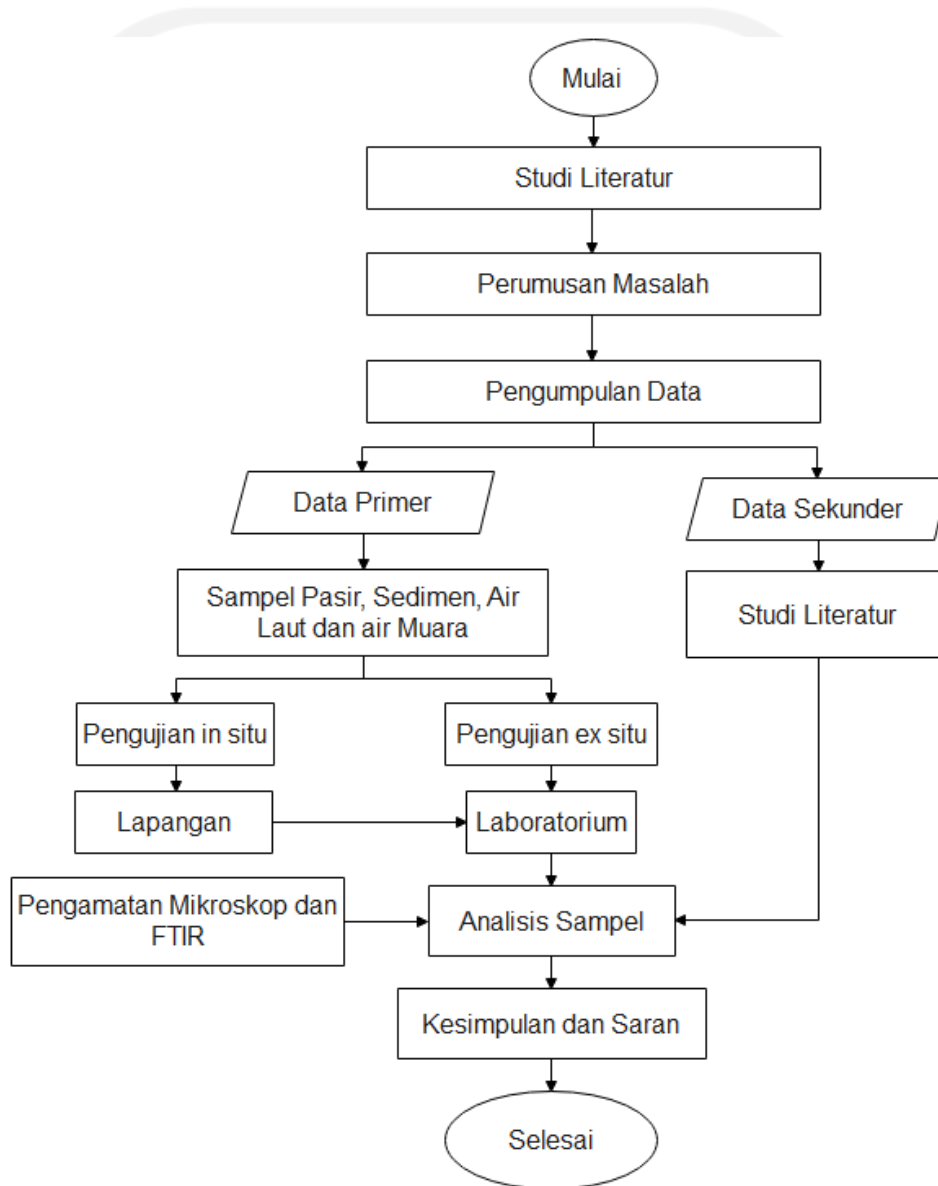 Mulai
Studi Literatur
Perumusan Masalah
Pengumpulan Data
Data Primer
Data Sekunder
Sampel Pasir, Sedimen, Air
Laut dan air Muara
Studi Literatur
Pengujian in situ
Pengujian ex situ
Lapangan
Laboratorium
Pengamatan Mikroskop dan
FTIR
Analisis Sampel
Kesimpulan dan Saran
Selesai